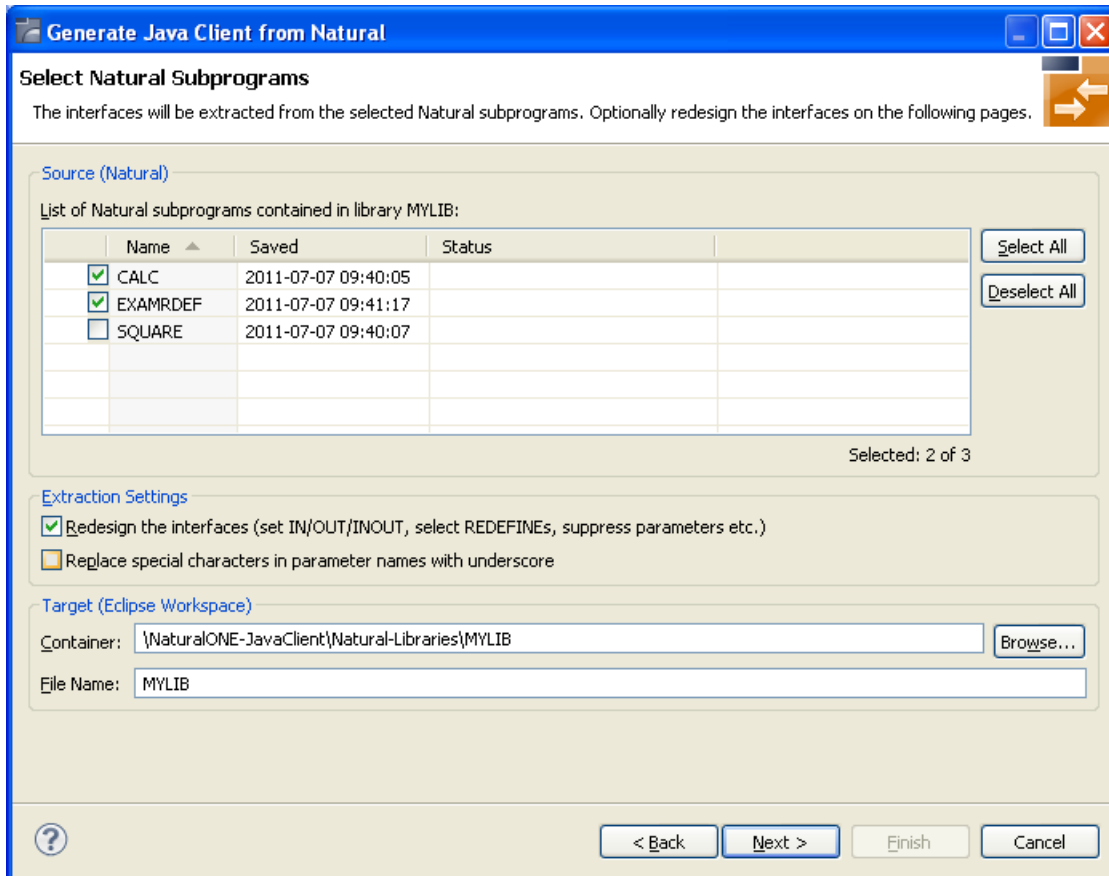 Generate Java Client from Natural
Select Natural Subprograms
The interfaces will be extracted from the selected Natural subprograms. Optionally redesign the interfaces on the following pages.
Source (Natural)
List of Natural subprograms contained in library MYLIB:
Name Saved Status
Select All
CALC 2011-07-07 09:40:05
Deselect All
EXAMRDEF 2011-07-07 09:41:17
SQUARE 2011-07-07 09:40:07
Selected: 2 of 3
Extraction Settings
Redesign the interfaces (set IN/OUT/INOUT, select REDEFINEs, suppress parameters etc.)
Replace special characters in parameter names with underscore
Target (Eclipse Workspace)
Container: \NaturalONE-JavaClient\Natural-Libraries\MYLIB Browse...
File Name: MYLIB
? < Back Next > Finish Cancel